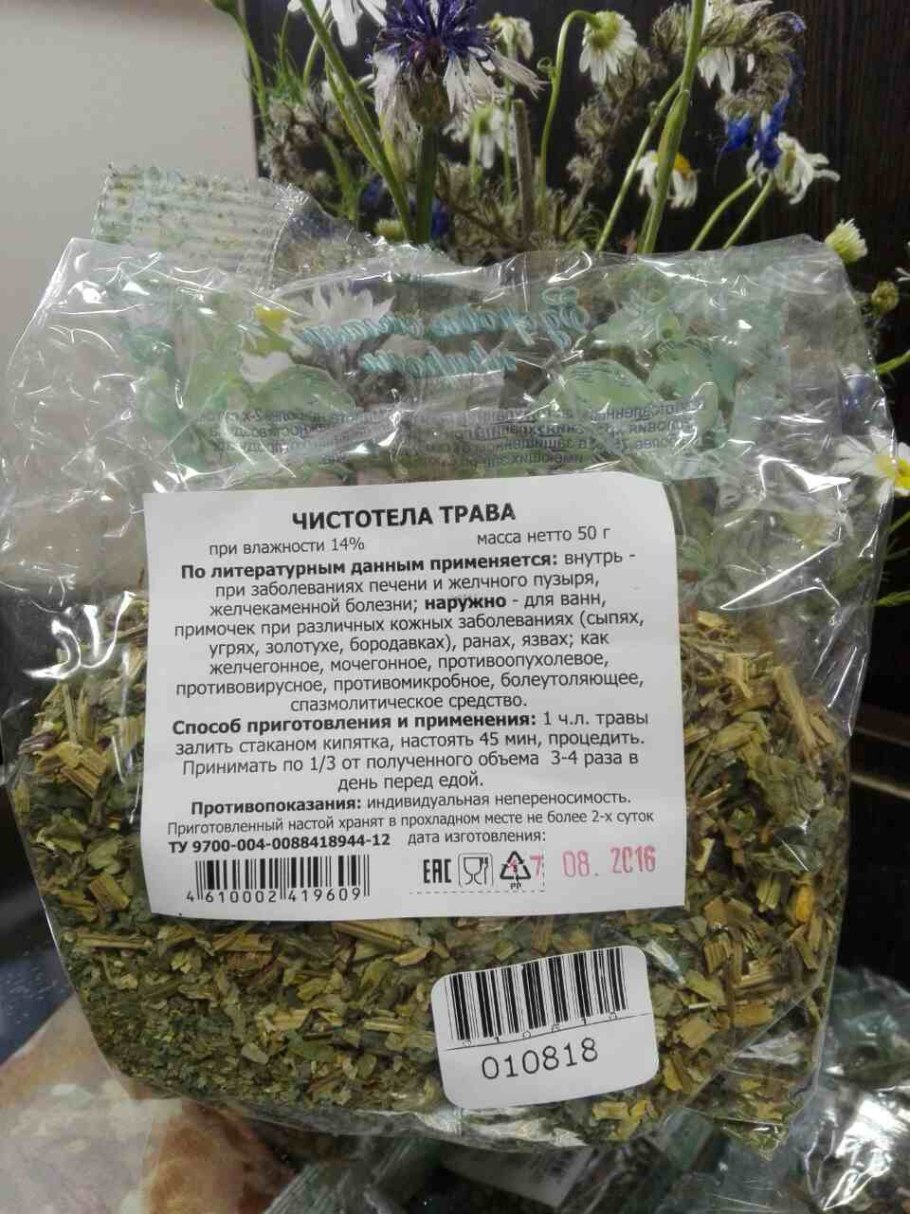 ЧИСТОТЕЛА ТРАВА
при влажности 14% масса нетто 50 г
По литературным данным применяется: внутрь -
при заболеваниях печени и желчного пузыря,
желчекаменной болезни; наружно - для ванн,
примочек при различных кожных заболеваниях (сыпях,
угрях, золотухе, бородавках), ранах, язвах; как
желчегонное, мочегонное, противоопухолевое,
противовирусное, противомикробное, болеутоляющее,
спазмолитическое средство.
Способ приготовления и применения: 1 ч.л. травы
залить стаканом кипятка, настоять 45 мин, процедить.
Принимать по 1/3 от полученного объема 3-4 раза в
день перед едой.
Противопоказания: индивидуальная непереносимость.
Приготовленный настой хранят в прохладном месте не более 2-х суток
ТУ 9700-004-0088418944-12 дата изготовления:
EAC PP 08. 2016
4 610002 419609
010818